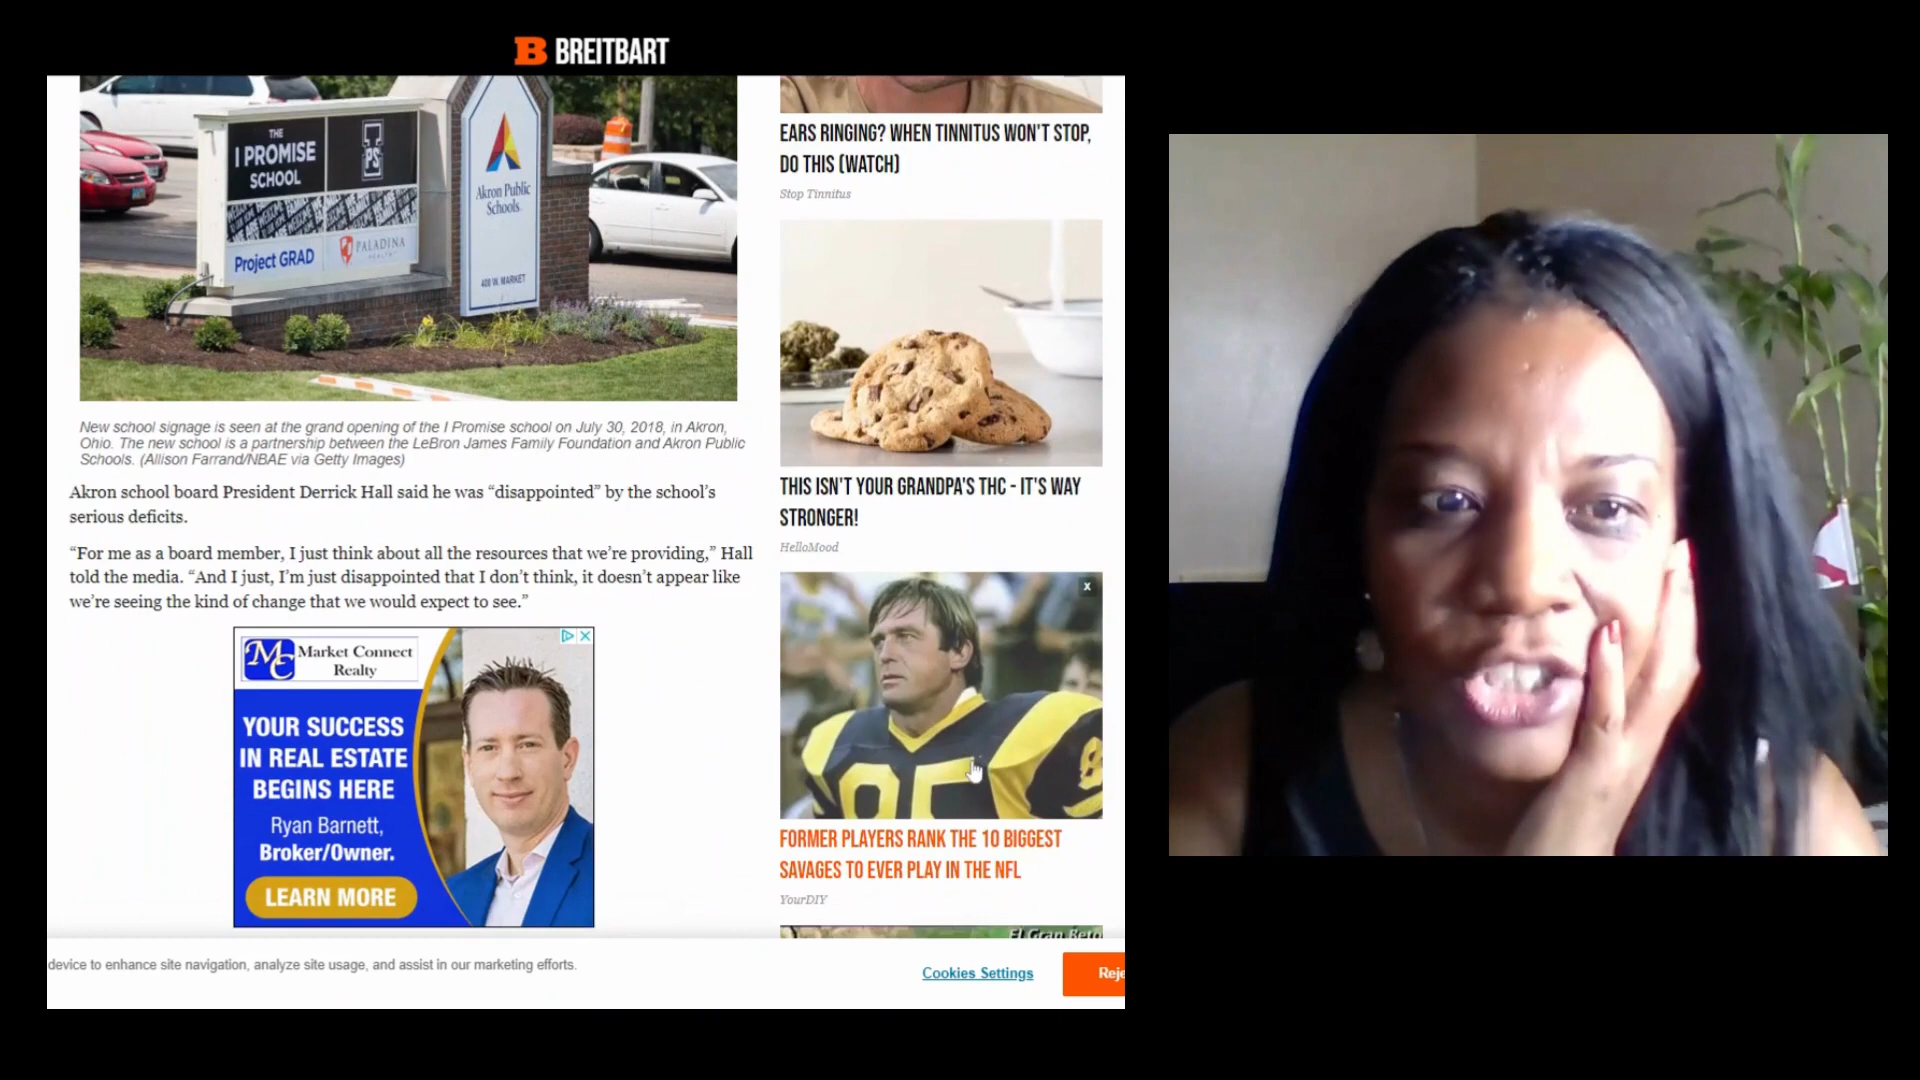 B BREITBART
THE
I PROMISE
SCHOOL
I
PS
Akron Public
Schools
Project GRAD
PALADINA
HEALTH
400 W. MARKET
New school signage is seen at the grand opening of the I Promise school on July 30, 2018, in Akron,
Ohio. The new school is a partnership between the LeBron James Family Foundation and Akron Public
Schools. (Allison Farrand/NBAE via Getty Images)
Akron school board President Derrick Hall said he was “disappointed” by the school’s
serious deficits.
“For me as a board member, I just think about all the resources that we’re providing,” Hall
told the media. “And I just, I’m just disappointed that I don’t think, it doesn’t appear like
we’re seeing the kind of change that we would expect to see.”
MC
Market Connect
Realty
YOUR SUCCESS
IN REAL ESTATE
BEGINS HERE
Ryan Barnett,
Broker/Owner.
LEARN MORE
EARS RINGING? WHEN TINNITUS WON'T STOP,
DO THIS (WATCH)
Stop Tinnitus
THIS ISN'T YOUR GRANDPA'S THC - IT'S WAY
STRONGER!
HelloMood
x
85
FORMER PLAYERS RANK THE 10 BIGGEST
SAVAGES TO EVER PLAY IN THE NFL
YourDIY
El Gran Reto
device to enhance site navigation, analyze site usage, and assist in our marketing efforts.
Cookies Settings
Reje